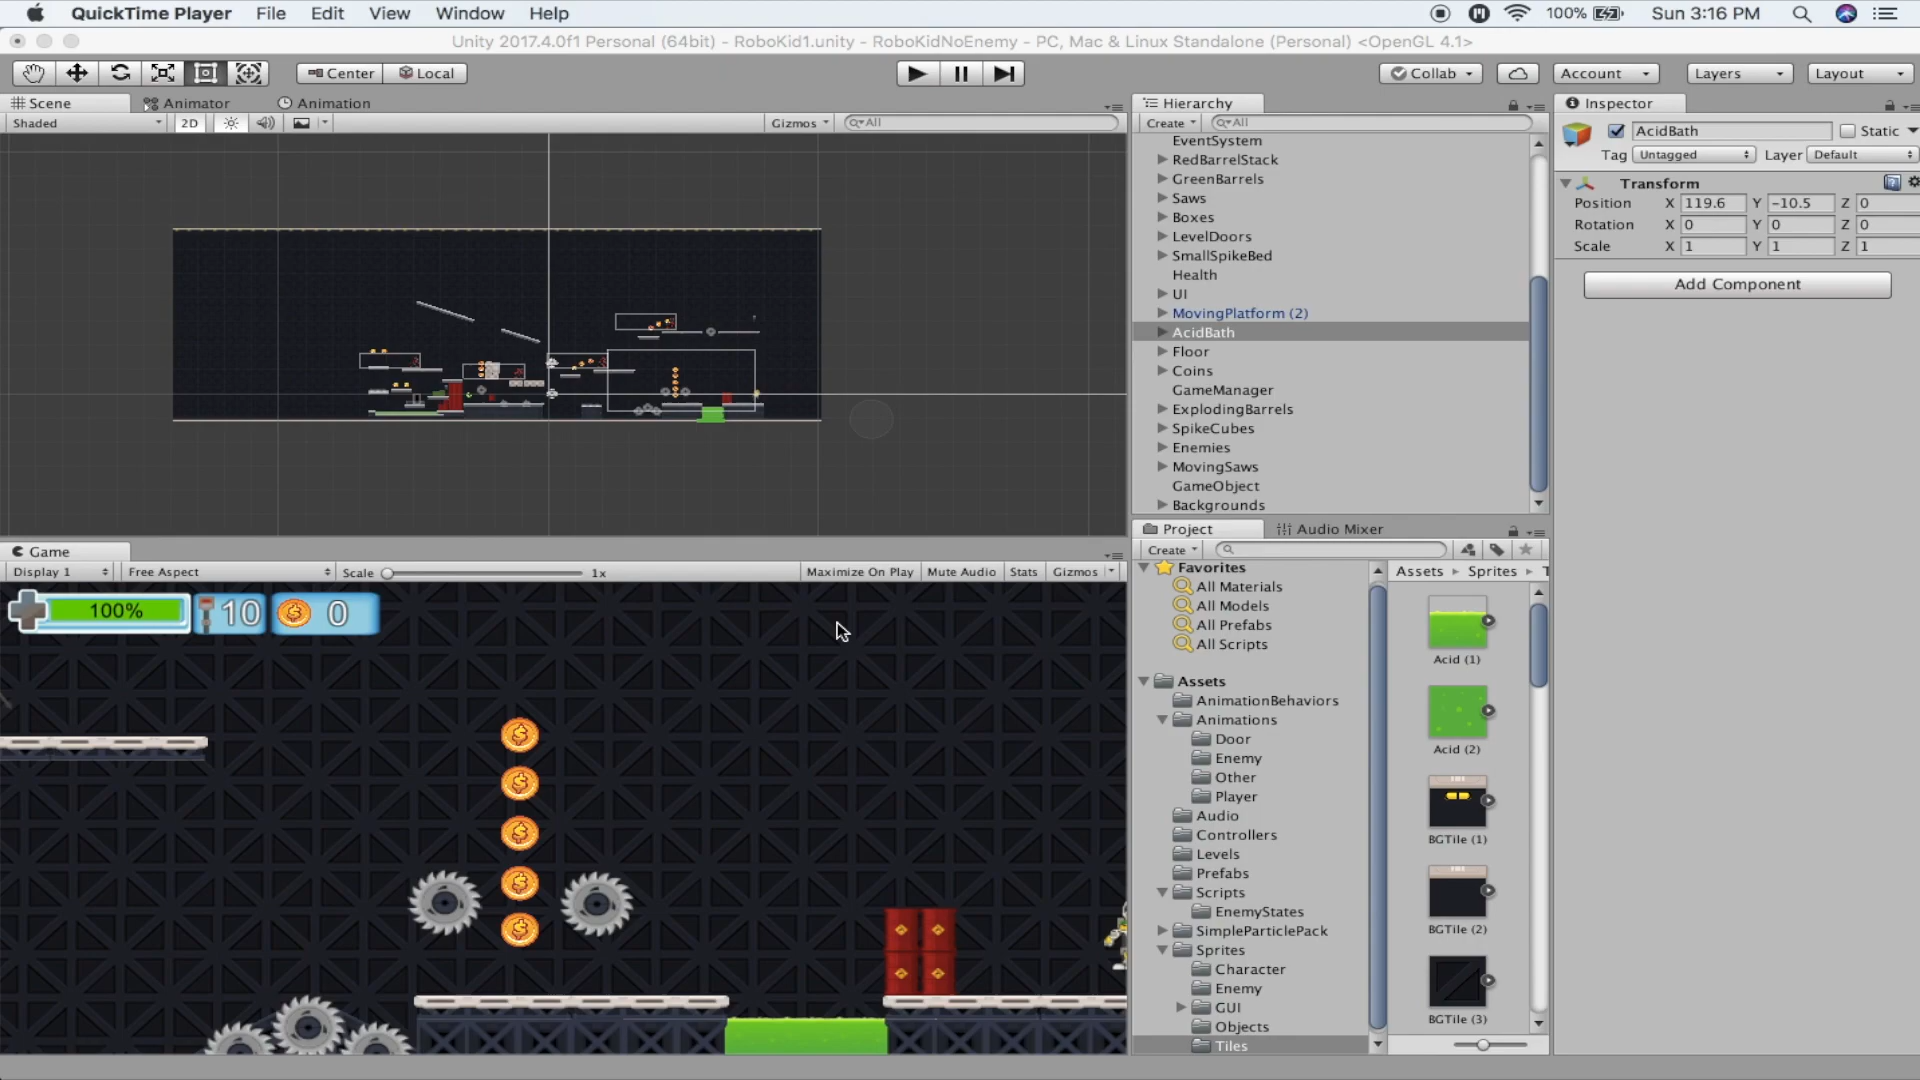 QuickTime Player File Edit View Window Help 100% Sun 3:16 PM
Unity 2017.4.0f1 Personal (64bit) - RoboKid1.unity - RoboKidNoEnemy - PC, Mac & Linux Standalone (Personal) <OpenGL 4.1>
Center Local Collab Account Layers Layout
Scene Animator Animation
Shaded 2D Gizmos All
Hierarchy
Create All
EventSystem
RedBarrelStack
GreenBarrels
Saws
Boxes
LevelDoors
SmallSpikeBed
Health
UI
MovingPlatform (2)
AcidBath
Floor
Coins
GameManager
ExplodingBarrels
SpikeCubes
Enemies
MovingSaws
GameObject
Backgrounds
Inspector
AcidBath Static
Tag Untagged Layer Default
Transform
Position X 119.6 Y -10.5 Z 0
Rotation X 0 Y 0 Z 0
Scale X 1 Y 1 Z 1
Add Component
Game
Display 1 Free Aspect Scale 1x Maximize On Play Mute Audio Stats Gizmos
100% 10 0
Project Audio Mixer
Create
Favorites
All Materials
All Models
All Prefabs
All Scripts
Assets
AnimationBehaviors
Animations
Door
Enemy
Other
Player
Audio
Controllers
Levels
Prefabs
Scripts
EnemyStates
SimpleParticlePack
Sprites
Character
Enemy
GUI
Objects
Tiles
Assets Sprites T
Acid (1)
Acid (2)
BGTile (1)
BGTile (2)
BGTile (3)